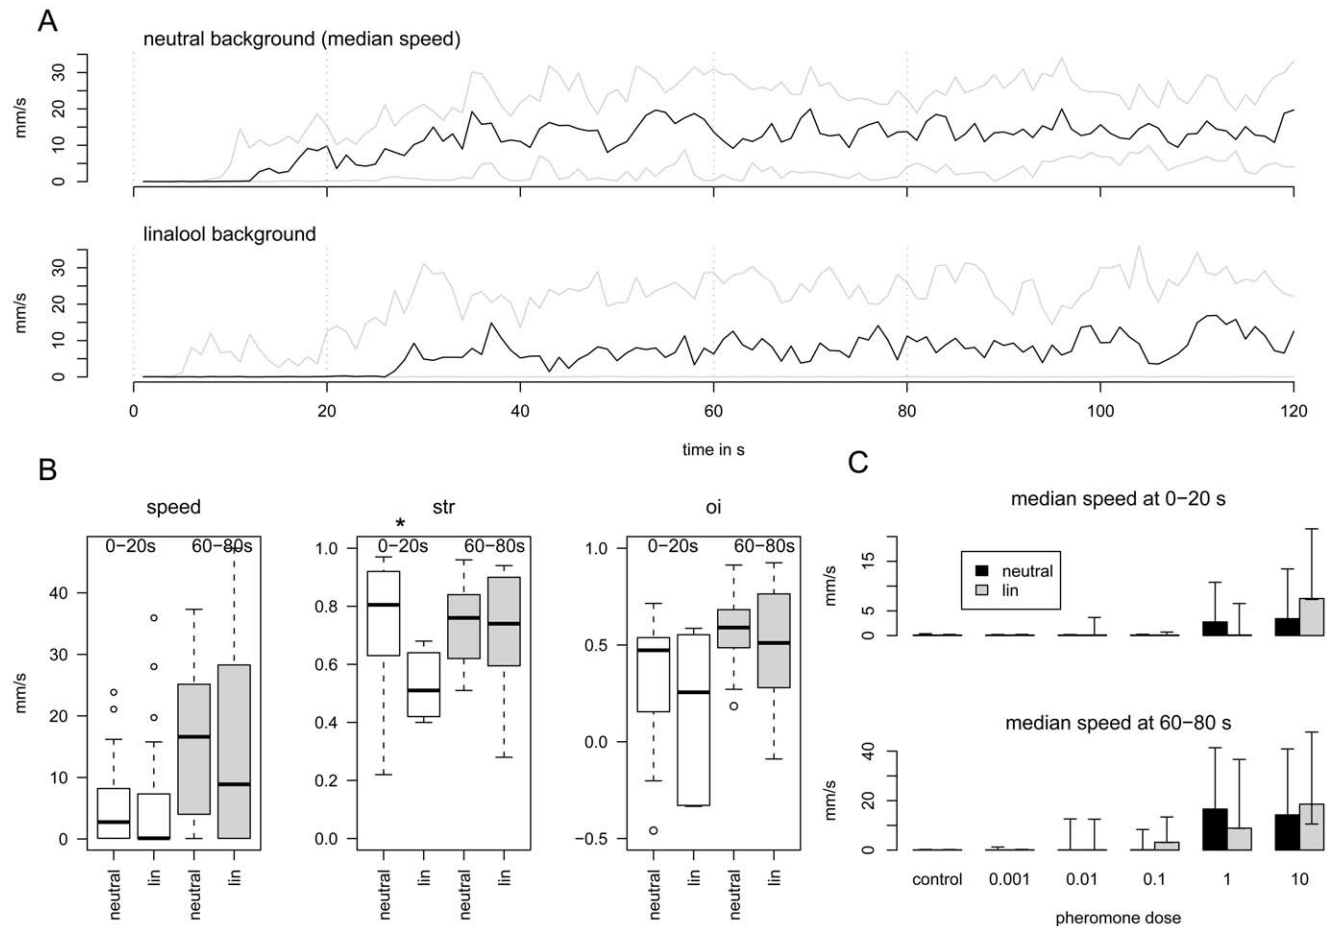 A
neutral background (median speed)
mm/s
0 10 20 30
linalool background
mm/s
0 10 20 30
0 20 40 60 80 100 120
time in s
B
speed
0−20s 60−80s
mm/s
0 10 20 30 40
neutral lin neutral lin
str
*
0−20s 60−80s
0.0 0.2 0.4 0.6 0.8 1.0
neutral lin neutral lin
oi
0−20s 60−80s
−0.5 0.0 0.5 1.0
neutral lin neutral lin
C
median speed at 0−20 s
mm/s
0 5 15
neutral
lin
median speed at 60−80 s
mm/s
0 20 40
control 0.001 0.01 0.1 1 10
pheromone dose